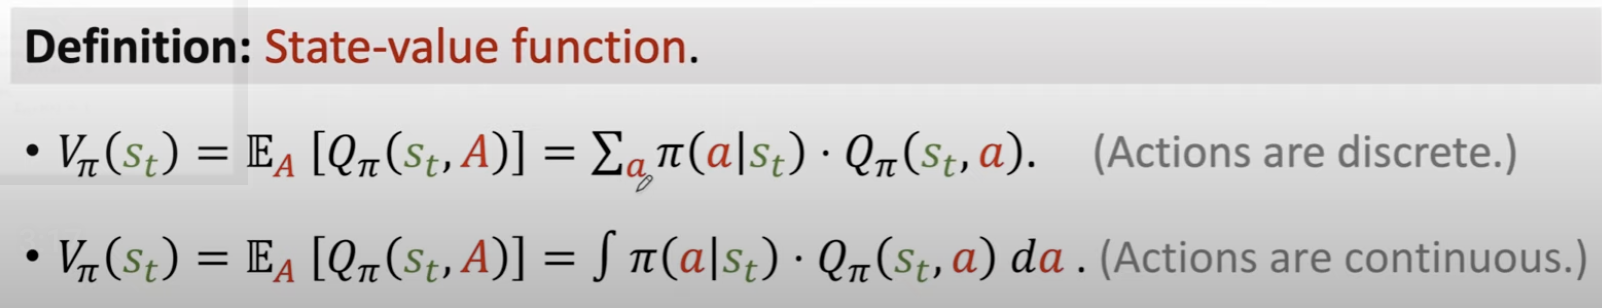 Definition: State-value function.
• V_π(s_t) = 𝔼_A [Q_π(s_t, A)] = ∑_a π(a|s_t) · Q_π(s_t, a). (Actions are discrete.)
• V_π(s_t) = 𝔼_A [Q_π(s_t, A)] = ∫ π(a|s_t) · Q_π(s_t, a) da . (Actions are continuous.)